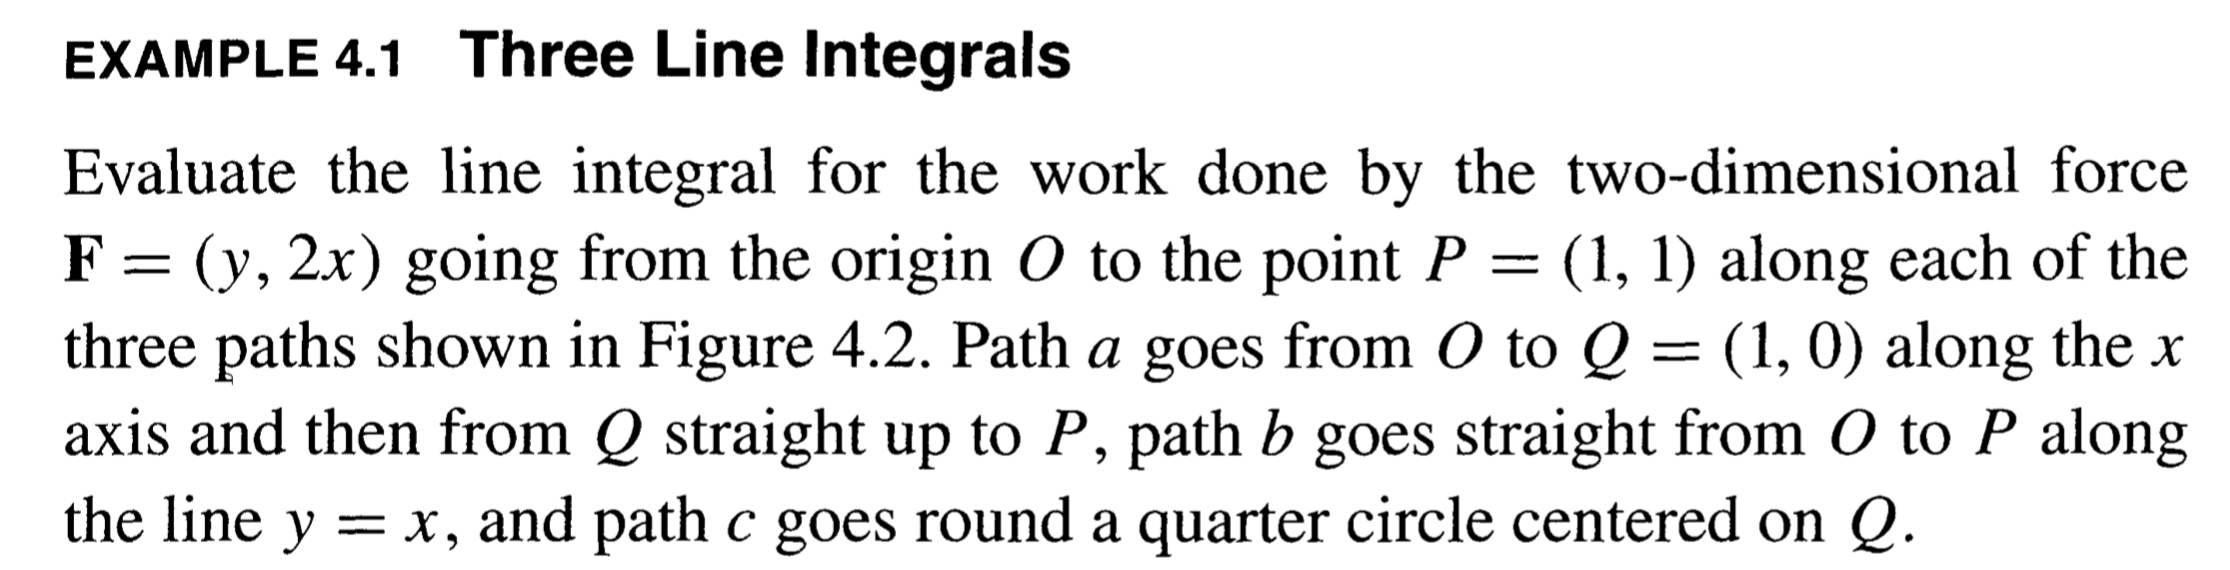 EXAMPLE 4.1 Three Line Integrals
Evaluate the line integral for the work done by the two-dimensional force
F = (y, 2x) going from the origin O to the point P = (1, 1) along each of the
three paths shown in Figure 4.2. Path a goes from O to Q = (1, 0) along the x
axis and then from Q straight up to P, path b goes straight from O to P along
the line y = x, and path c goes round a quarter circle centered on Q.